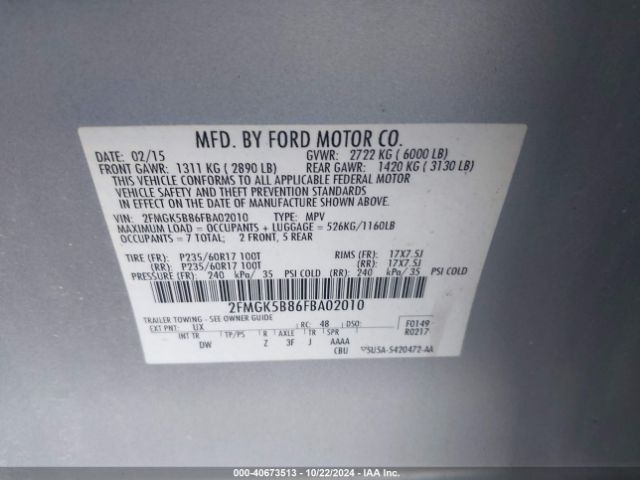 MFD. BY FORD MOTOR CO.
DATE: 02/15 GVWR: 2722 KG ( 6000 LB)
FRONT GAWR: 1311 KG ( 2890 LB) REAR GAWR: 1420 KG ( 3130 LB)
THIS VEHICLE CONFORMS TO ALL APPLICABLE FEDERAL MOTOR
VEHICLE SAFETY AND THEFT PREVENTION STANDARDS
IN EFFECT ON THE DATE OF MANUFACTURE SHOWN ABOVE.
VIN: 2FMGK5B86FBA02010 TYPE: MPV
MAXIMUM LOAD = OCCUPANTS + LUGGAGE = 526KG/1160LB
OCCUPANTS = 7 TOTAL; 2 FRONT, 5 REAR
TIRE (FR): P235/60R17 100T RIMS (FR): 17X7.5J
(RR): P235/60R17 100T (RR): 17X7.5J
PRESSURE (FR): 240 kPa/ 35 PSI COLD (RR): 240 kPa/ 35 PSI COLD
2FMGK5B86FBA02010
TRAILER TOWING - SEE OWNER GUIDE
EXT PNT: UX RC: 48 DSO: F0149
R0217
INT TR TP/PS R AXLE TR SPR
DW Z 3F J AAAA
CBU 5U5A-5420472-AA
000-40673513 - 10/22/2024 - IAA Inc.